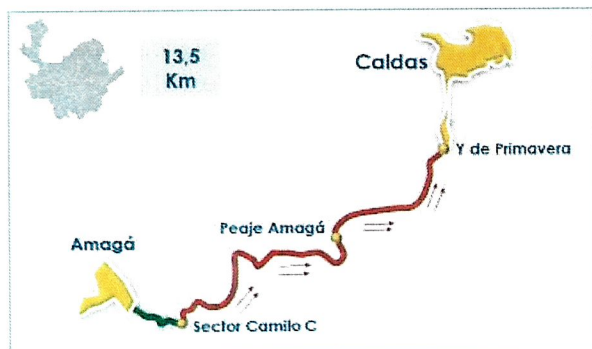 13,5
Km
Caldas
Y de Primavera
Peaje Amagá
Amagá
Sector Camilo C